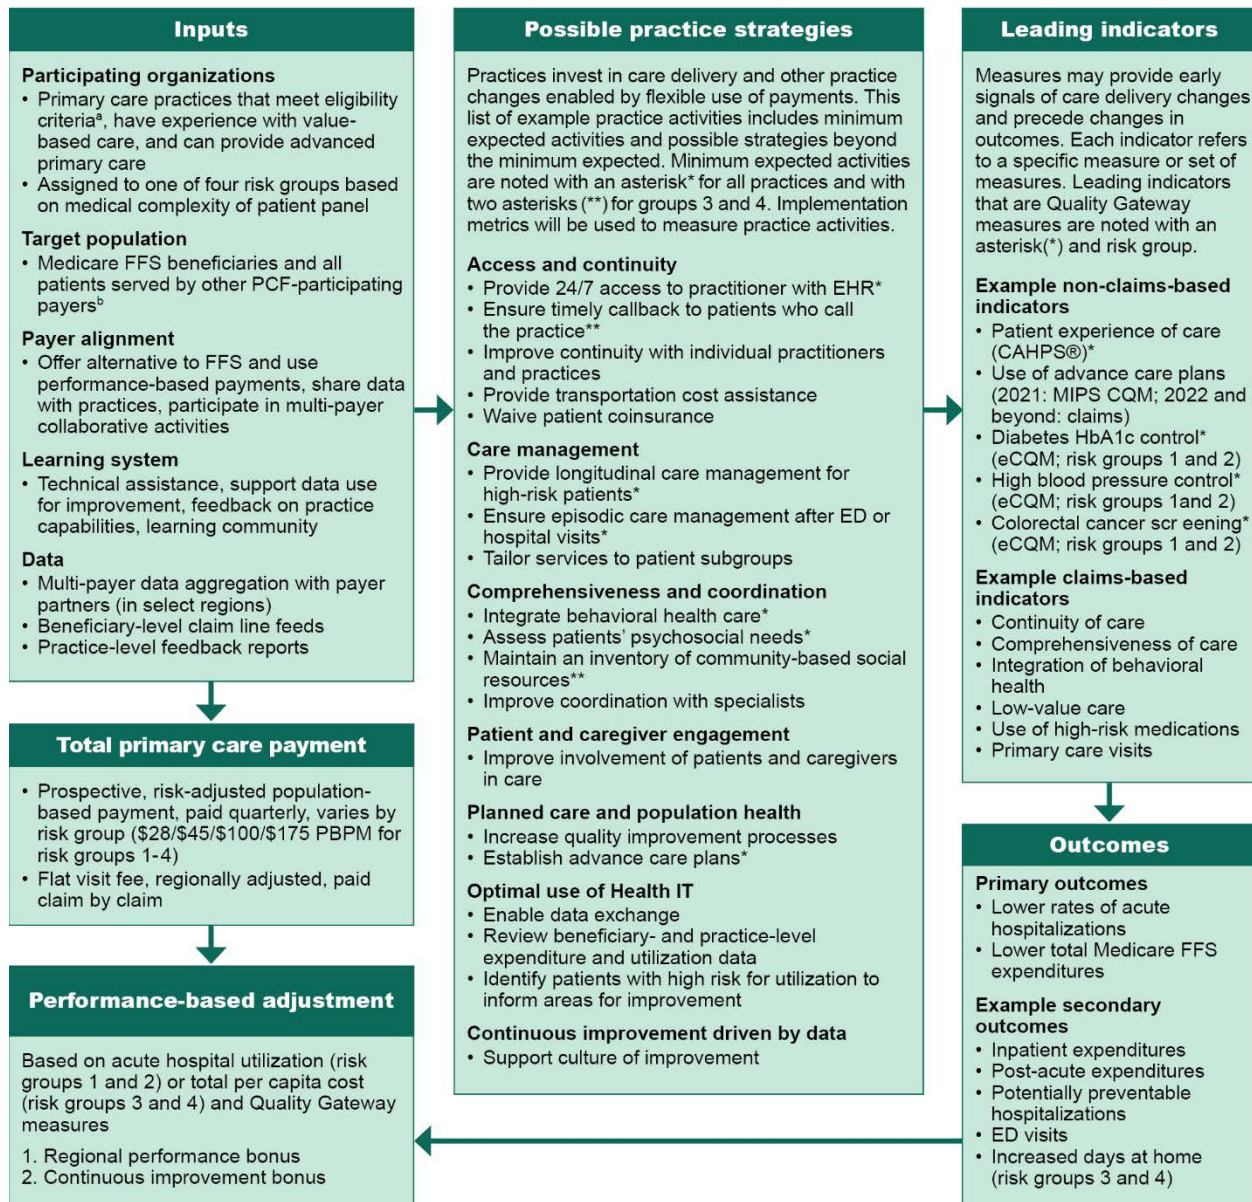 Inputs
Participating organizations
• Primary care practices that meet eligibility
criteriaᵃ, have experience with value-
based care, and can provide advanced
primary care
• Assigned to one of four risk groups based
on medical complexity of patient panel
Target population
• Medicare FFS beneficiaries and all
patients served by other PCF-participating
payersᵇ
Payer alignment
• Offer alternative to FFS and use
performance-based payments, share data
with practices, participate in multi-payer
collaborative activities
Learning system
• Technical assistance, support data use
for improvement, feedback on practice
capabilities, learning community
Data
• Multi-payer data aggregation with payer
partners (in select regions)
• Beneficiary-level claim line feeds
• Practice-level feedback reports
Total primary care payment
• Prospective, risk-adjusted population-
based payment, paid quarterly, varies by
risk group ($28/$45/$100/$175 PBPM for
risk groups 1-4)
• Flat visit fee, regionally adjusted, paid
claim by claim
Performance-based adjustment
Based on acute hospital utilization (risk
groups 1 and 2) or total per capita cost
(risk groups 3 and 4) and Quality Gateway
measures
1. Regional performance bonus
2. Continuous improvement bonus
Possible practice strategies
Practices invest in care delivery and other practice
changes enabled by flexible use of payments. This
list of example practice activities includes minimum
expected activities and possible strategies beyond
the minimum expected. Minimum expected activities
are noted with an asterisk* for all practices and with
two asterisks (**) for groups 3 and 4. Implementation
metrics will be used to measure practice activities.
Access and continuity
• Provide 24/7 access to practitioner with EHR*
• Ensure timely callback to patients who call
the practice**
• Improve continuity with individual practitioners
and practices
• Provide transportation cost assistance
• Waive patient coinsurance
Care management
• Provide longitudinal care management for
high-risk patients*
• Ensure episodic care management after ED or
hospital visits*
• Tailor services to patient subgroups
Comprehensiveness and coordination
• Integrate behavioral health care*
• Assess patients’ psychosocial needs*
• Maintain an inventory of community-based social
resources**
• Improve coordination with specialists
Patient and caregiver engagement
• Improve involvement of patients and caregivers
in care
Planned care and population health
• Increase quality improvement processes
• Establish advance care plans*
Optimal use of Health IT
• Enable data exchange
• Review beneficiary- and practice-level
expenditure and utilization data
• Identify patients with high risk for utilization to
inform areas for improvement
Continuous improvement driven by data
• Support culture of improvement
Leading indicators
Measures may provide early
signals of care delivery changes
and precede changes in
outcomes. Each indicator refers
to a specific measure or set of
measures. Leading indicators
that are Quality Gateway
measures are noted with an
asterisk(*) and risk group.
Example non-claims-based
indicators
• Patient experience of care
(CAHPS®)*
• Use of advance care plans
(2021: MIPS CQM; 2022 and
beyond: claims)
• Diabetes HbA1c control*
(eCQM; risk groups 1 and 2)
• High blood pressure control*
(eCQM; risk groups 1and 2)
• Colorectal cancer scr eening*
(eCQM; risk groups 1 and 2)
Example claims-based
indicators
• Continuity of care
• Comprehensiveness of care
• Integration of behavioral
health
• Low-value care
• Use of high-risk medications
• Primary care visits
Outcomes
Primary outcomes
• Lower rates of acute
hospitalizations
• Lower total Medicare FFS
expenditures
Example secondary
outcomes
• Inpatient expenditures
• Post-acute expenditures
• Potentially preventable
hospitalizations
• ED visits
• Increased days at home
(risk groups 3 and 4)